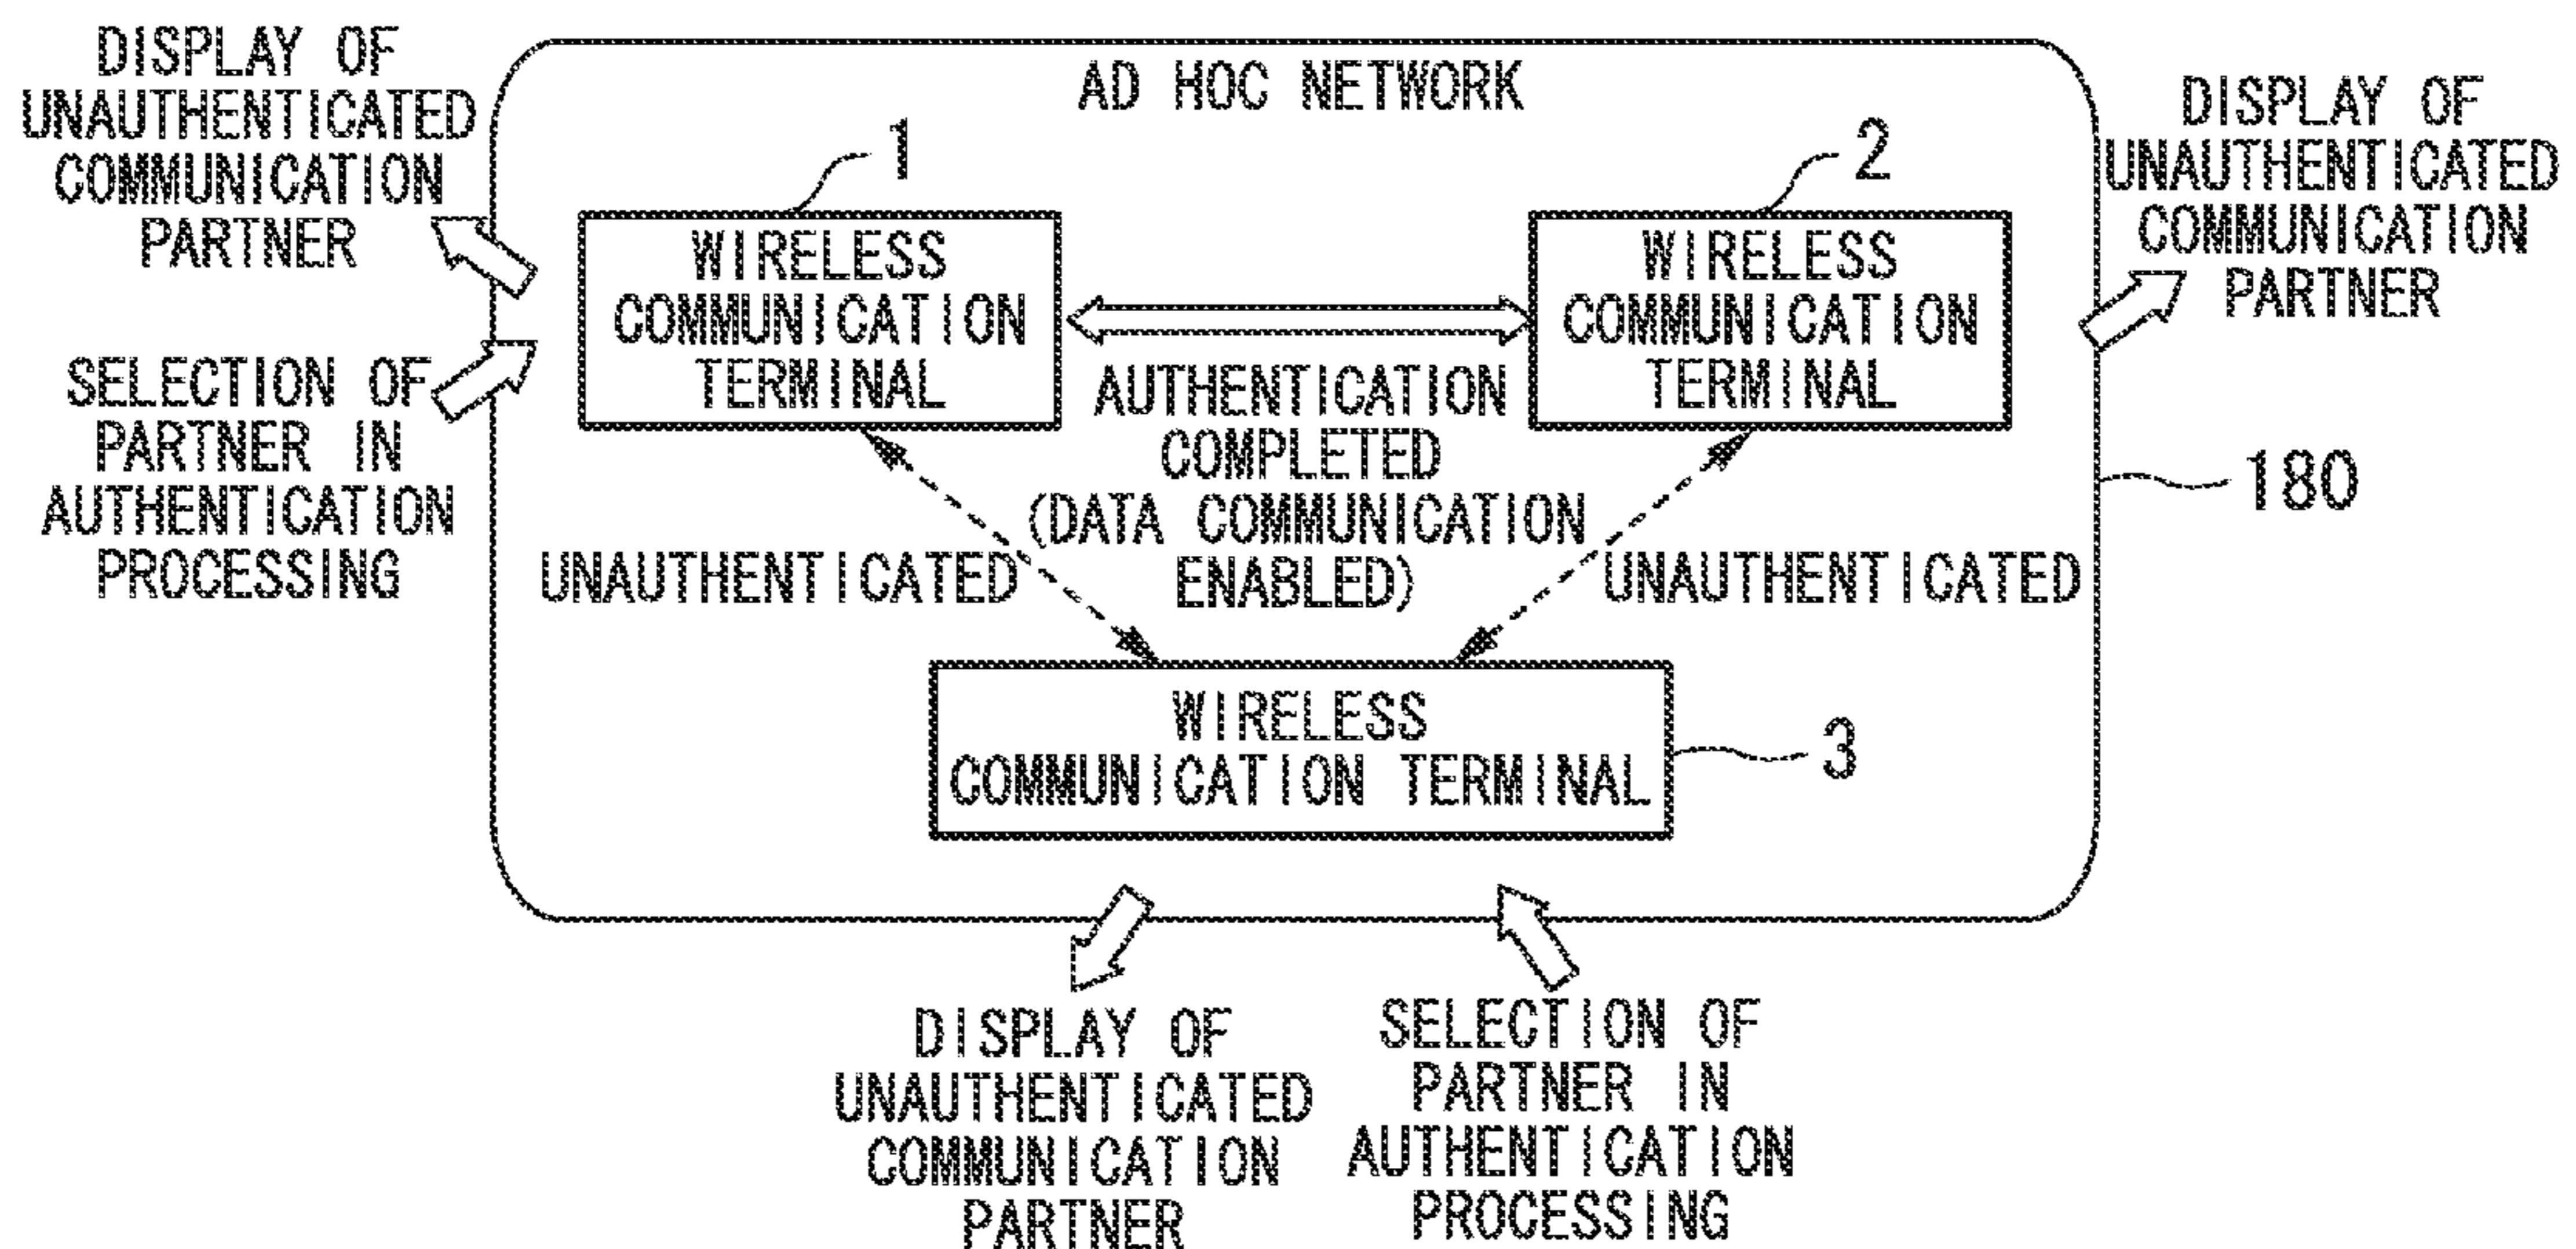 DISPLAY OF
UNAUTHENTICATED
COMMUNICATION
PARTNER
SELECTION OF
PARTNER IN
AUTHENTICATION
PROCESSING
AD HOC NETWORK
1
WIRELESS
COMMUNICATION
TERMINAL
2
WIRELESS
COMMUNICATION
TERMINAL
DISPLAY OF
UNAUTHENTICATED
COMMUNICATION
PARTNER
180
AUTHENTICATION
COMPLETED
(DATA COMMUNICATION
ENABLED)
UNAUTHENTICATED
UNAUTHENTICATED
WIRELESS
COMMUNICATION TERMINAL
3
DISPLAY OF
UNAUTHENTICATED
COMMUNICATION
PARTNER
SELECTION OF
PARTNER IN
AUTHENTICATION
PROCESSING